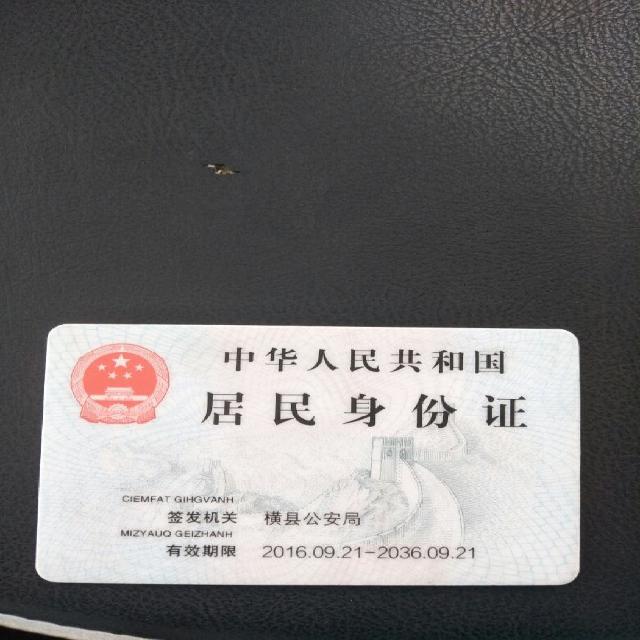 中华人民共和国
居民身份证
CIEMFAT GIHGVANH
签发机关 横县公安局
MIZYAUQ GEIZHANH
有效期限 2016.09.21-2036.09.21